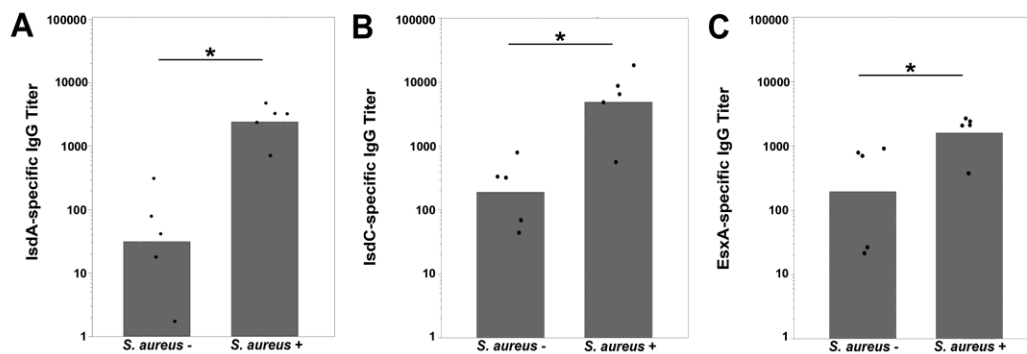 A
IsdA-specific IgG Titer
100000
10000
1000
100
10
1
*
S. aureus -
S. aureus +
B
IsdC-specific IgG Titer
100000
10000
1000
100
10
1
*
S. aureus -
S. aureus +
C
EsxA-specific IgG Titer
100000
10000
1000
100
10
1
*
S. aureus -
S. aureus +